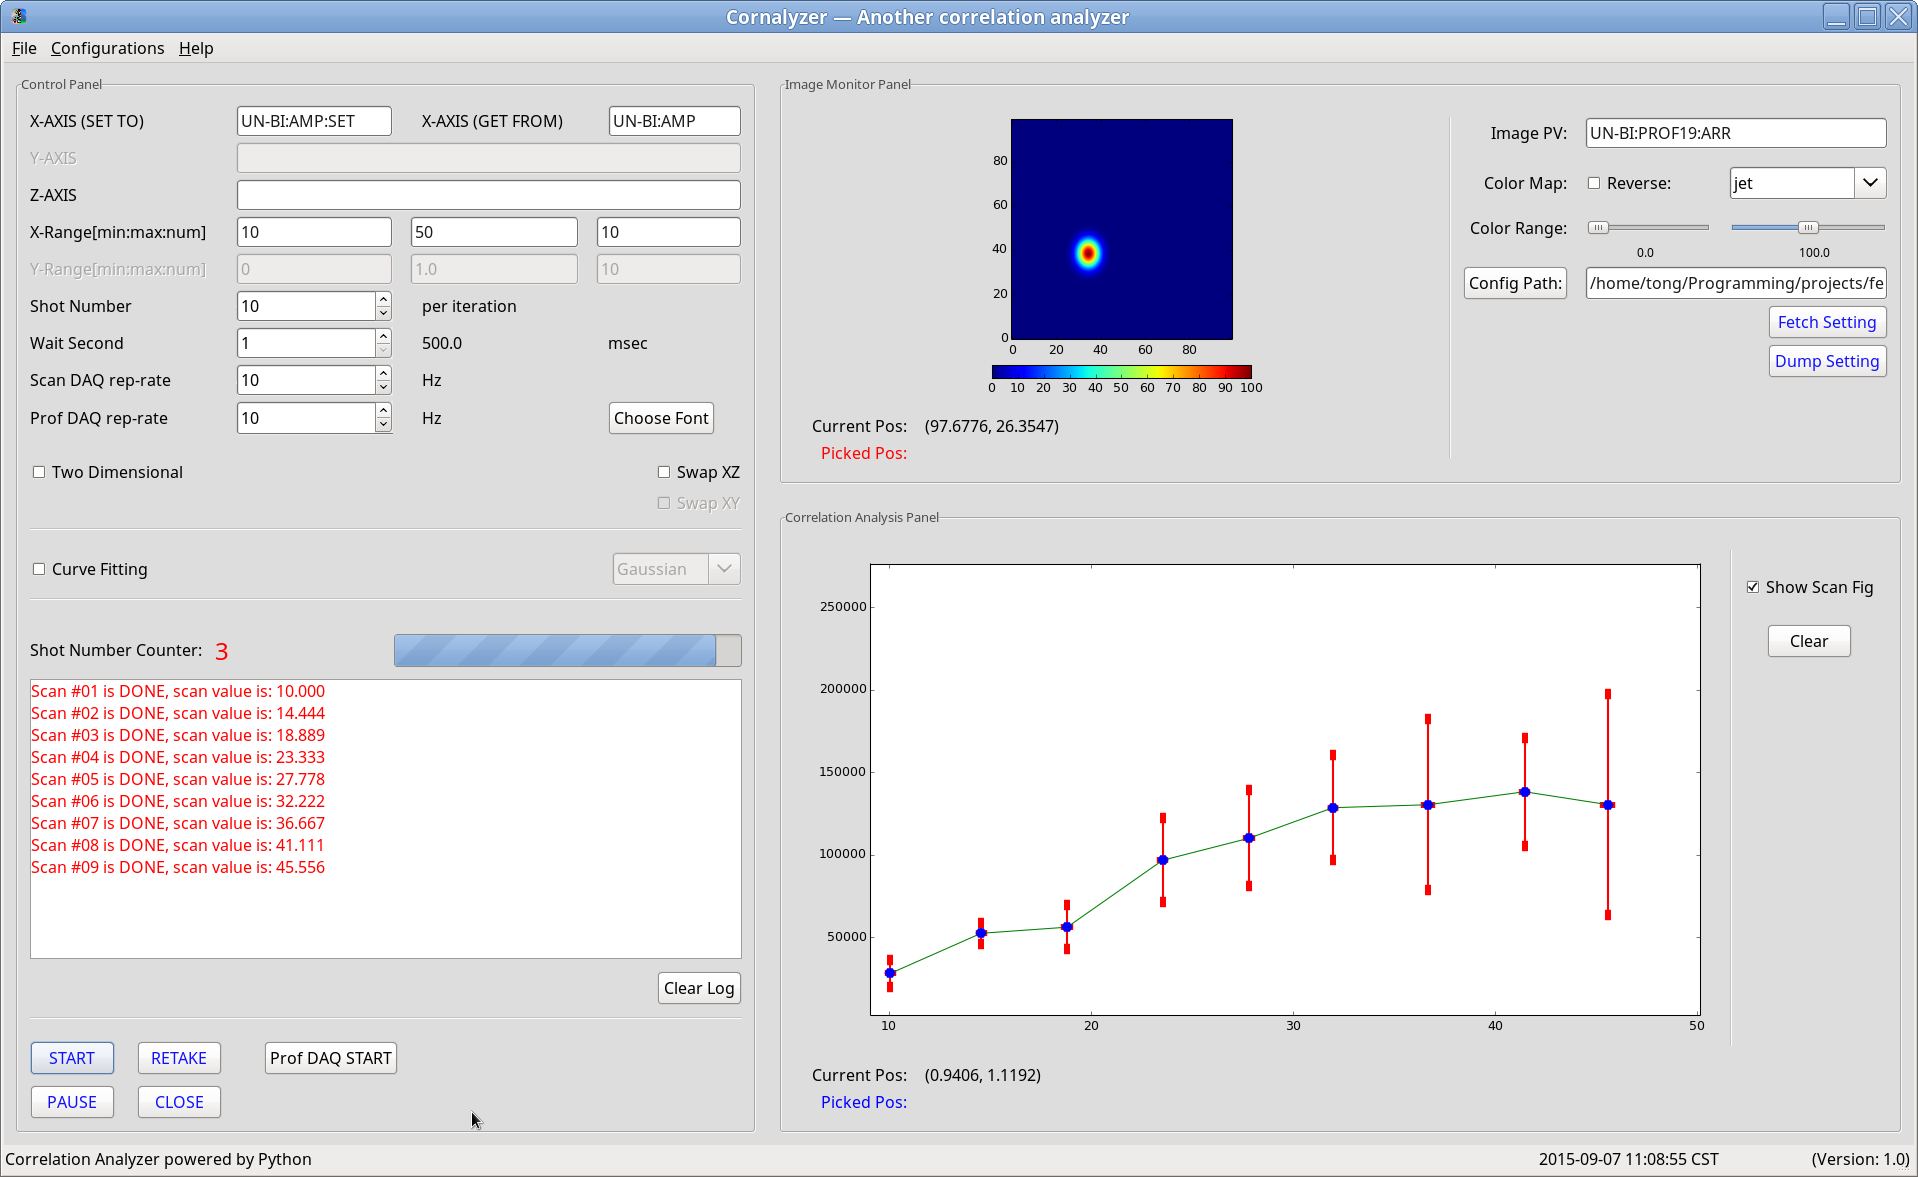 Cornalyzer — Another correlation analyzer
File Configurations Help
Control Panel
X-AXIS (SET TO) UN-BI:AMP:SET X-AXIS (GET FROM) UN-BI:AMP
Y-AXIS
Z-AXIS
X-Range[min:max:num] 10 50 10
Y-Range[min:max:num] 0 1.0 10
Shot Number 10 per iteration
Wait Second 1 500.0 msec
Scan DAQ rep-rate 10 Hz
Prof DAQ rep-rate 10 Hz Choose Font
Two Dimensional Swap XZ
Swap XY
Curve Fitting Gaussian
Shot Number Counter: 3
Scan #01 is DONE, scan value is: 10.000
Scan #02 is DONE, scan value is: 14.444
Scan #03 is DONE, scan value is: 18.889
Scan #04 is DONE, scan value is: 23.333
Scan #05 is DONE, scan value is: 27.778
Scan #06 is DONE, scan value is: 32.222
Scan #07 is DONE, scan value is: 36.667
Scan #08 is DONE, scan value is: 41.111
Scan #09 is DONE, scan value is: 45.556
Clear Log
START RETAKE Prof DAQ START
PAUSE CLOSE
Image Monitor Panel
80
60
40
20
0
0 20 40 60 80
0 10 20 30 40 50 60 70 80 90 100
Current Pos: (97.6776, 26.3547)
Picked Pos:
Image PV: UN-BI:PROF19:ARR
Color Map: Reverse: jet
Color Range:
0.0 100.0
Config Path: /home/tong/Programming/projects/fe
Fetch Setting
Dump Setting
Correlation Analysis Panel
250000
200000
150000
100000
50000
10 20 30 40 50
Show Scan Fig
Clear
Current Pos: (0.9406, 1.1192)
Picked Pos:
Correlation Analyzer powered by Python 2015-09-07 11:08:55 CST (Version: 1.0)